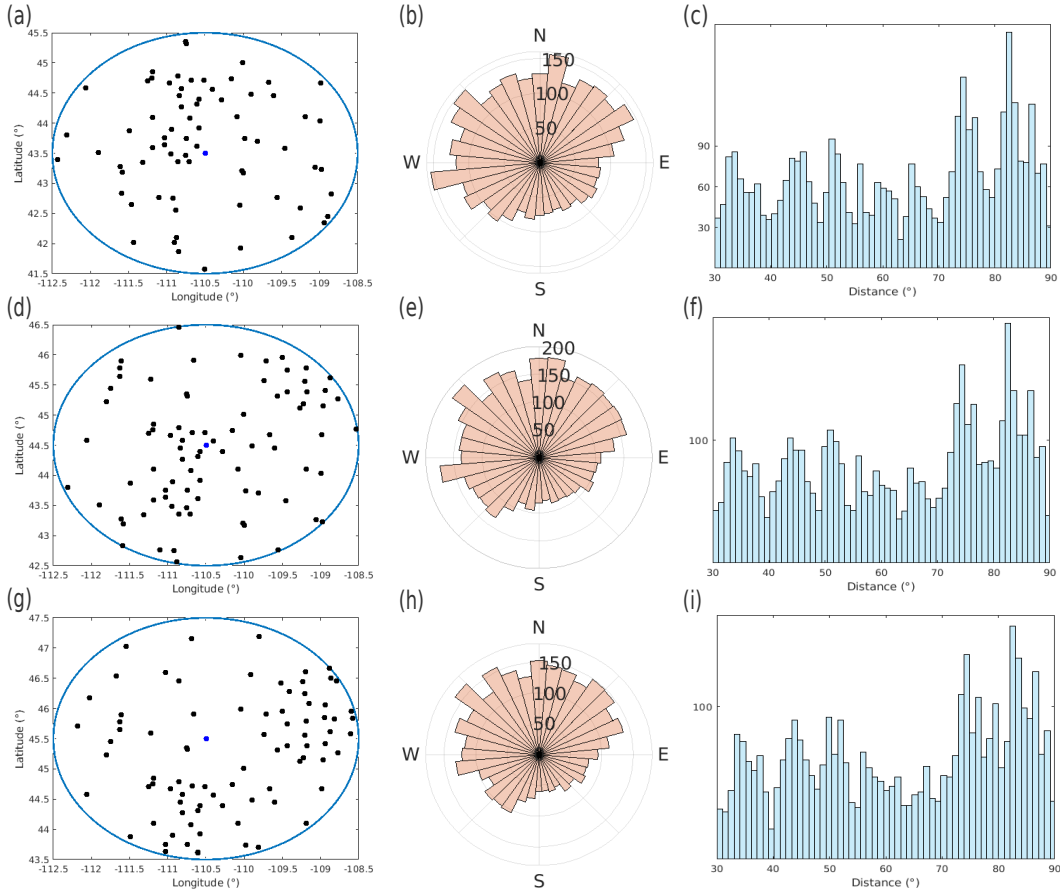 (a) (b) (c)
45.5
45
44.5
44
43.5
43
42.5
42
41.5
Latitude (°)
-112.5 -112 -111.5 -111 -110.5 -110 -109.5 -109 -108.5
Longitude (°)
N
150
100
50
W E
S
90
60
30
30 40 50 60 70 80 90
Distance (°)
(d) (e) (f)
46.5
46
45.5
45
44.5
44
43.5
43
42.5
Latitude (°)
-112.5 -112 -111.5 -111 -110.5 -110 -109.5 -109 -108.5
Longitude (°)
N
200
150
100
50
W E
S
100
30 40 50 60 70 80 90
Distance (°)
(g) (h) (i)
47.5
47
46.5
46
45.5
45
44.5
44
43.5
Latitude (°)
-112.5 -112 -111.5 -111 -110.5 -110 -109.5 -109 -108.5
Longitude (°)
N
150
100
50
W E
S
100
30 40 50 60 70 80 90
Distance (°)